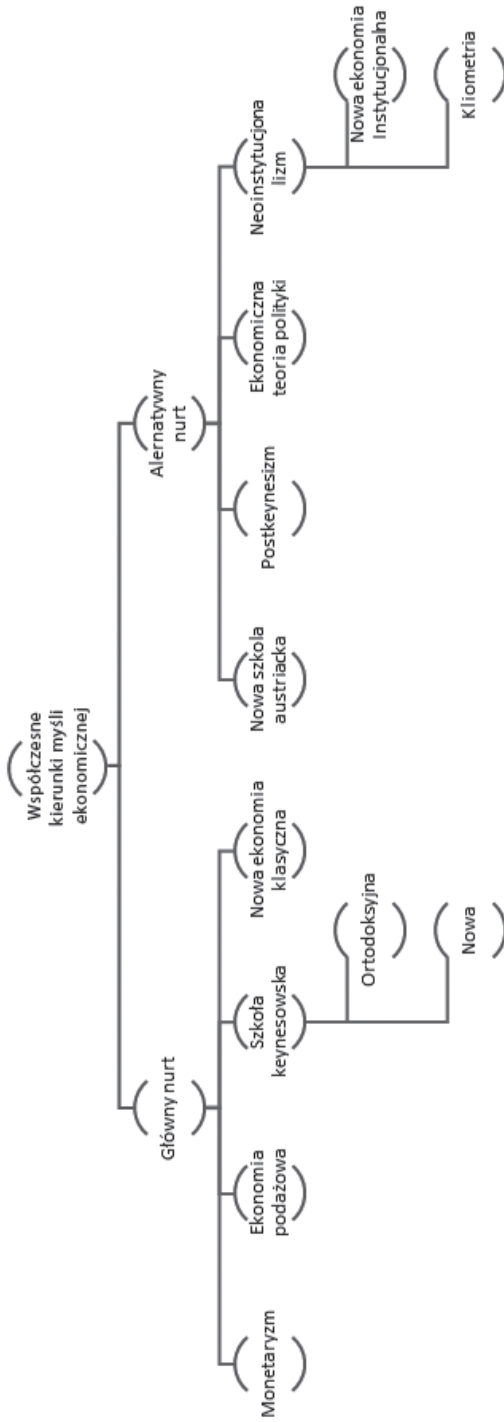 Współczesne
kierunki myśli
ekonomicznej
Główny nurt
Monetaryzm
Ekonomia
podażowa
Szkoła
keynesowska
Ortodoksyjna
Nowa
Nowa ekonomia
klasyczna
Alernatywny
nurt
Nowa szkola
austriacka
Postkeynesizm
Ekonomiczna
teoria polityki
Neoinstytucjona
lizm
Nowa ekonomia
Instytucjonalna
Kliometria